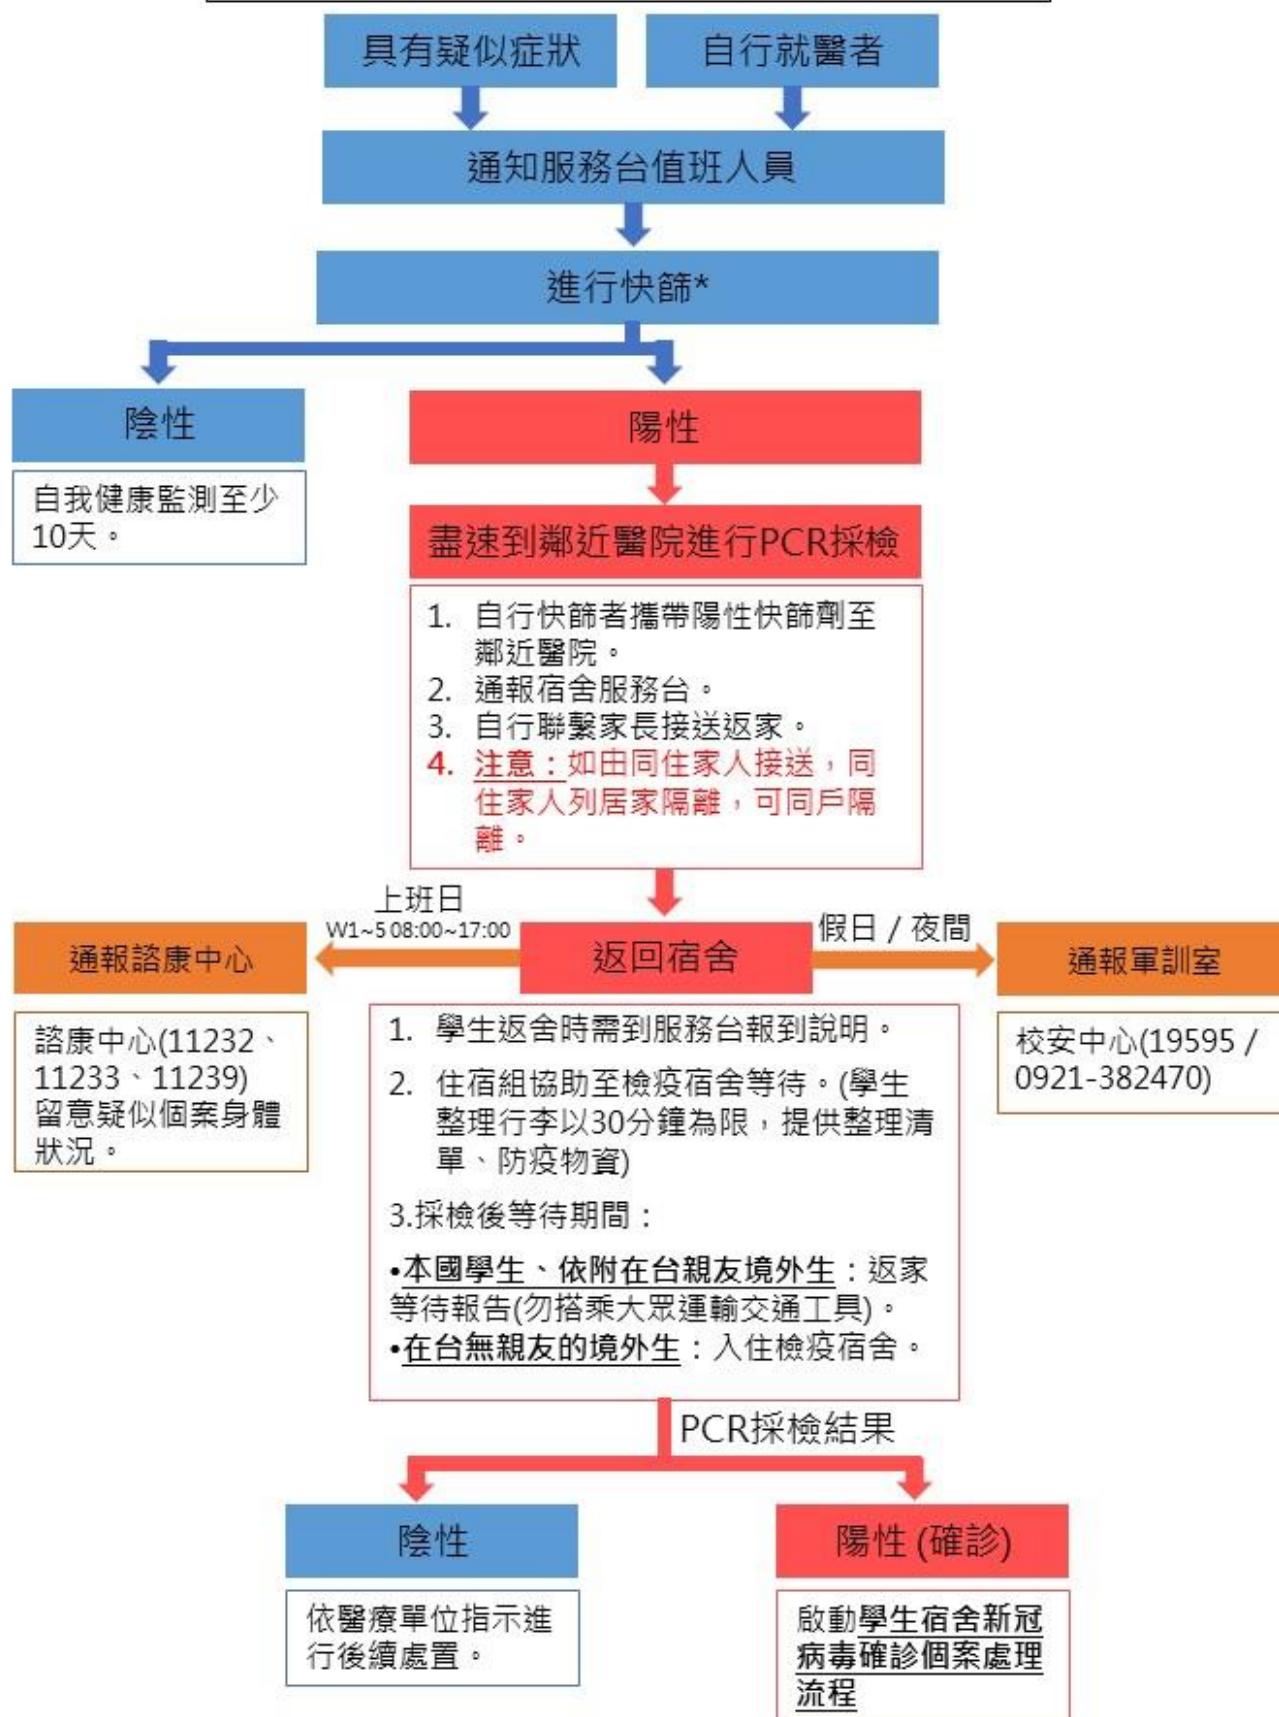 具有疑似症狀
自行就醫者
通知服務台值班人員
進行快篩*
陰性
自我健康監測至少
10天。
陽性
盡速到鄰近醫院進行PCR採檢
1. 自行快篩者攜帶陽性快篩劑至
鄰近醫院。
2. 通報宿舍服務台。
3. 自行聯繫家長接送返家。
4. 注意：如由同住家人接送，同
住家人列居家隔離，可同戶隔
離。
上班日
W1~5 08:00~17:00
假日 / 夜間
通報諮康中心
返回宿舍
通報軍訓室
諮康中心(11232、
11233、11239)
留意疑似個案身體
狀況。
校安中心(19595 /
0921-382470)
1. 學生返舍時需到服務台報到說明。
2. 住宿組協助至檢疫宿舍等待。(學生
整理行李以30分鐘為限，提供整理清
單、防疫物資)
3.採檢後等待期間：
•本國學生、依附在台親友境外生：返家
等待報告(勿搭乘大眾運輸交通工具)。
•在台無親友的境外生：入住檢疫宿舍。
PCR採檢結果
陰性
依醫療單位指示進
行後續處置。
陽性 (確診)
啟動學生宿舍新冠
病毒確診個案處理
流程